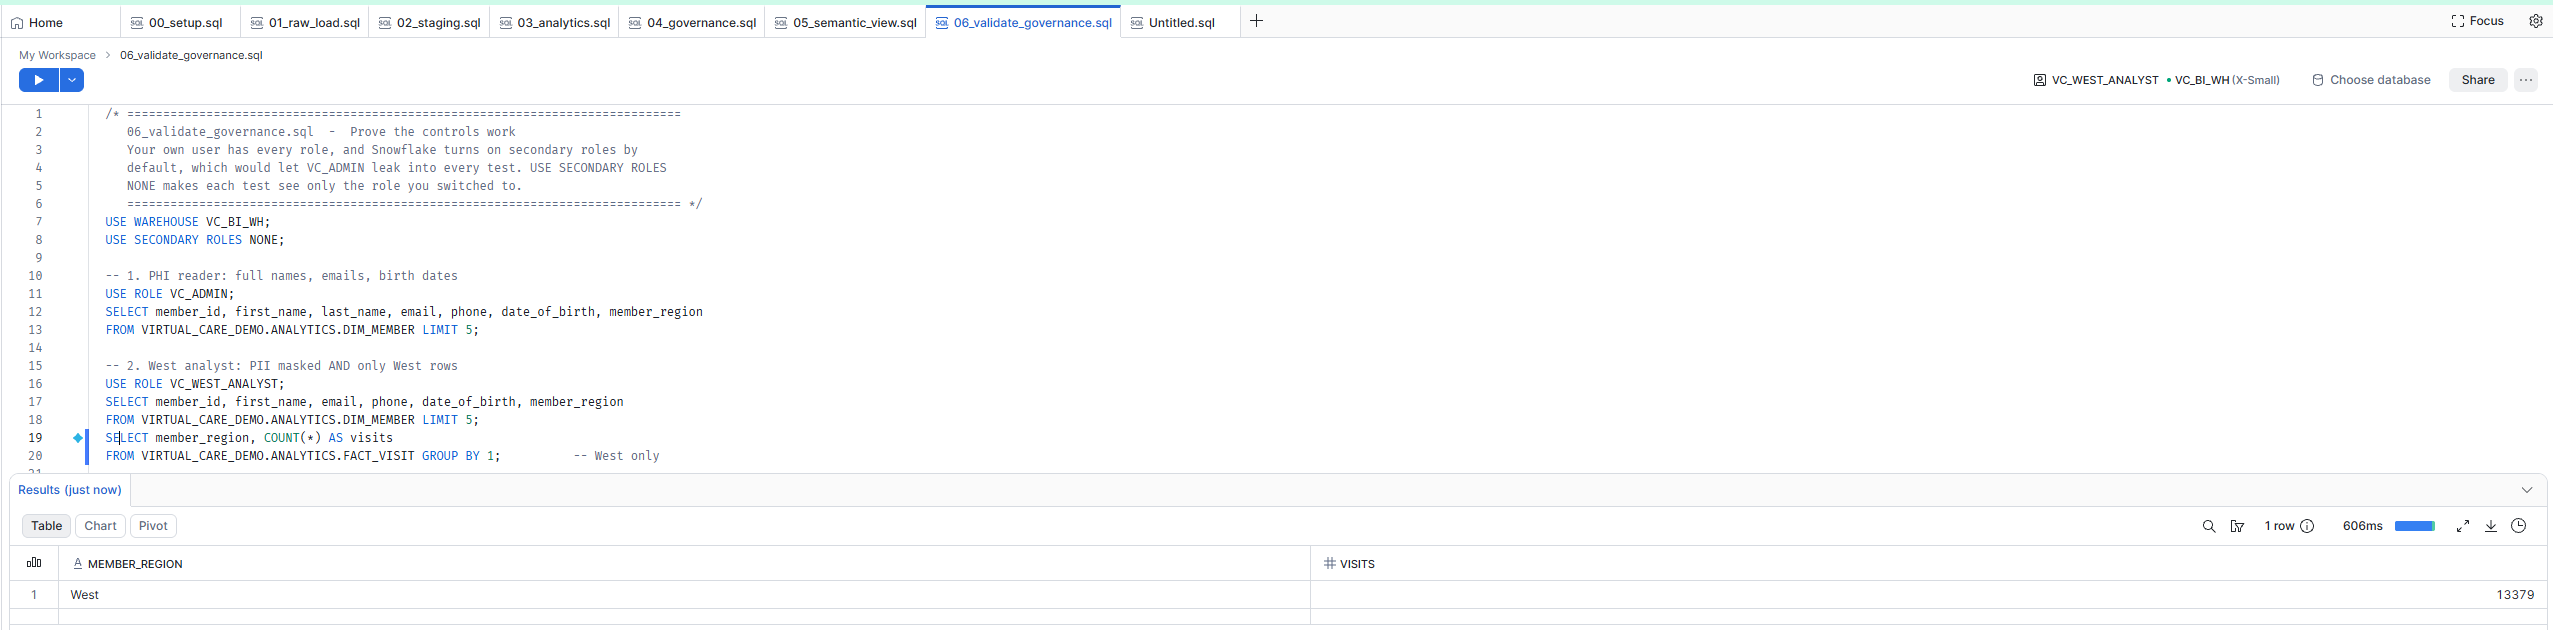 Home 00_setup.sql 01_raw_load.sql 02_staging.sql 03_analytics.sql 04_governance.sql 05_semantic_view.sql 06_validate_governance.sql Untitled.sql + Focus
My Workspace > 06_validate_governance.sql
VC_WEST_ANALYST • VC_BI_WH (X-Small) Choose database Share ...
1 /* =============================================================================
2 06_validate_governance.sql - Prove the controls work
3 Your own user has every role, and Snowflake turns on secondary roles by
4 default, which would let VC_ADMIN leak into every test. USE SECONDARY ROLES
5 NONE makes each test see only the role you switched to.
6 ============================================================================= */
7 USE WAREHOUSE VC_BI_WH;
8 USE SECONDARY ROLES NONE;
9
10 -- 1. PHI reader: full names, emails, birth dates
11 USE ROLE VC_ADMIN;
12 SELECT member_id, first_name, last_name, email, phone, date_of_birth, member_region
13 FROM VIRTUAL_CARE_DEMO.ANALYTICS.DIM_MEMBER LIMIT 5;
14
15 -- 2. West analyst: PII masked AND only West rows
16 USE ROLE VC_WEST_ANALYST;
17 SELECT member_id, first_name, email, phone, date_of_birth, member_region
18 FROM VIRTUAL_CARE_DEMO.ANALYTICS.DIM_MEMBER LIMIT 5;
19 SELECT member_region, COUNT(*) AS visits
20 FROM VIRTUAL_CARE_DEMO.ANALYTICS.FACT_VISIT GROUP BY 1; -- West only
21
Results (just now)
Table Chart Pivot 1 row 606ms
A MEMBER_REGION # VISITS
1 West 13379